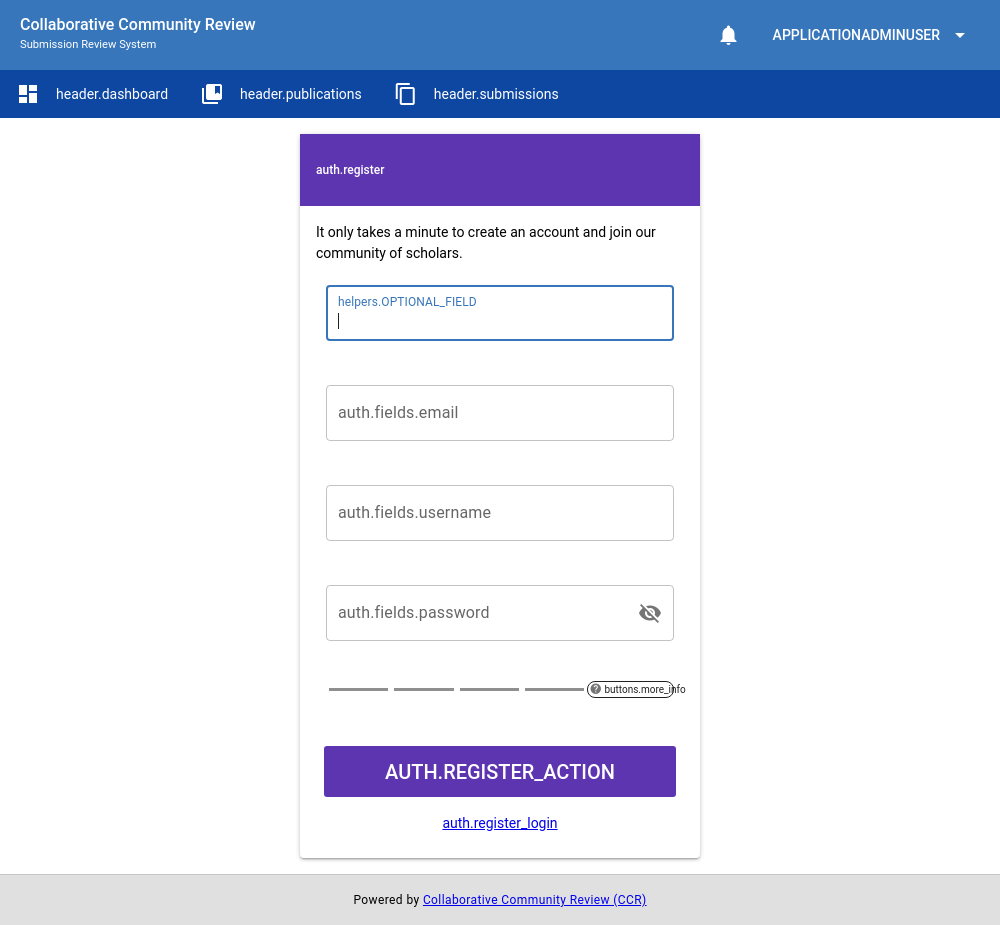 Collaborative Community Review
Submission Review System
APPLICATIONADMINUSER
header.dashboard
header.publications
header.submissions
auth.register
It only takes a minute to create an account and join our
community of scholars.
helpers.OPTIONAL_FIELD
auth.fields.email
auth.fields.username
auth.fields.password
buttons.more_info
AUTH.REGISTER_ACTION
auth.register_login
Powered by Collaborative Community Review (CCR)